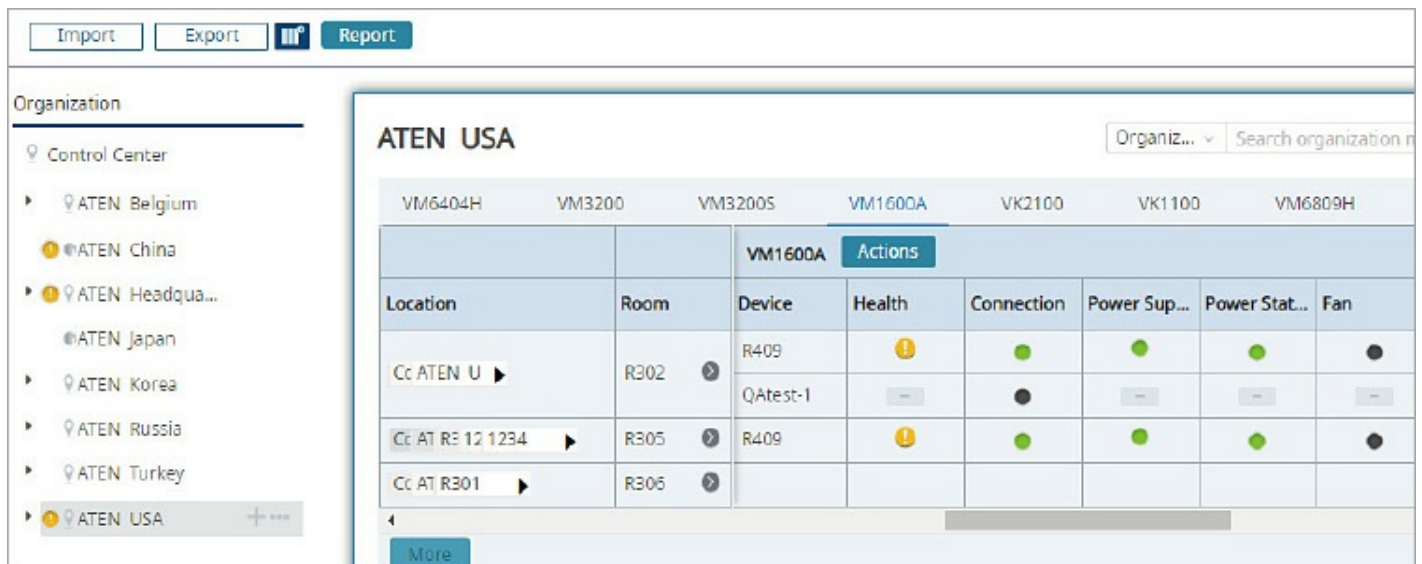 Import Export Report
Organization
Control Center
ATEN Belgium
ATEN China
ATEN Headqua...
ATEN Japan
ATEN Korea
ATEN Russia
ATEN Turkey
ATEN USA
ATEN USA
Organiz... Search organization n
VM6404H VM3200 VM3200S VM1600A VK2100 VK1100 VM6809H
VM1600A Actions
Location Room Device Health Connection Power Sup... Power Stat... Fan
Cc ATEN U R302 R409
QAtest-1 - - - -
Cc AT R3 12 1234 R305 R409
Cc AT R301 R306
More